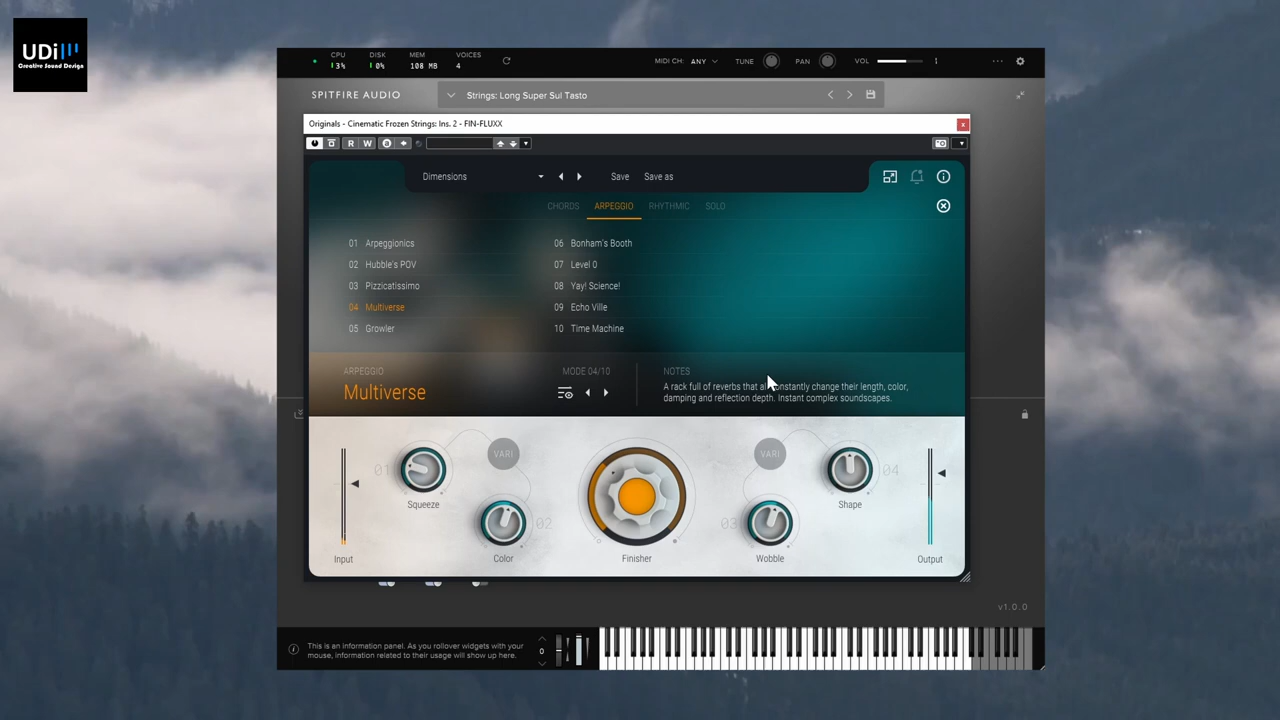 UDi
Creative Sound Design
CPU DISK MEM VOICES
3% 0% 108 MB 4
MIDI CH: ANY TUNE PAN VOL
SPITFIRE AUDIO
Strings: Long Super Sul Tasto
Originals - Cinematic Frozen Strings: Ins. 2 - FIN-FLUXX
R W
Dimensions Save Save as
CHORDS ARPEGGIO RHYTHMIC SOLO
01 Arpeggionics
02 Hubble's POV
03 Pizzicatissimo
04 Multiverse
05 Growler
06 Bonham's Booth
07 Level 0
08 Yay! Science!
09 Echo Ville
10 Time Machine
ARPEGGIO
Multiverse
MODE 04/10
NOTES
A rack full of reverbs that all constantly change their length, color,
damping and reflection depth. Instant complex soundscapes.
01 VARI VARI 04
Squeeze Shape
02 03
Input Color Finisher Wobble Output
v1.0.0
This is an information panel. As you rollover widgets with your
mouse, information related to their usage will show up here.
0